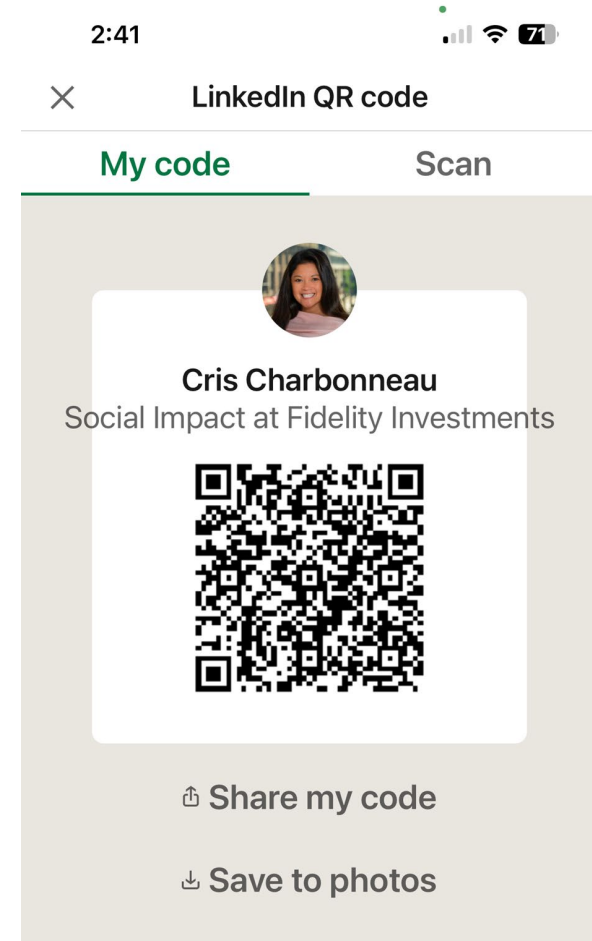 2:41
71
LinkedIn QR code
My code
Scan
Cris Charbonneau
Social Impact at Fidelity Investments
Share my code
Save to photos